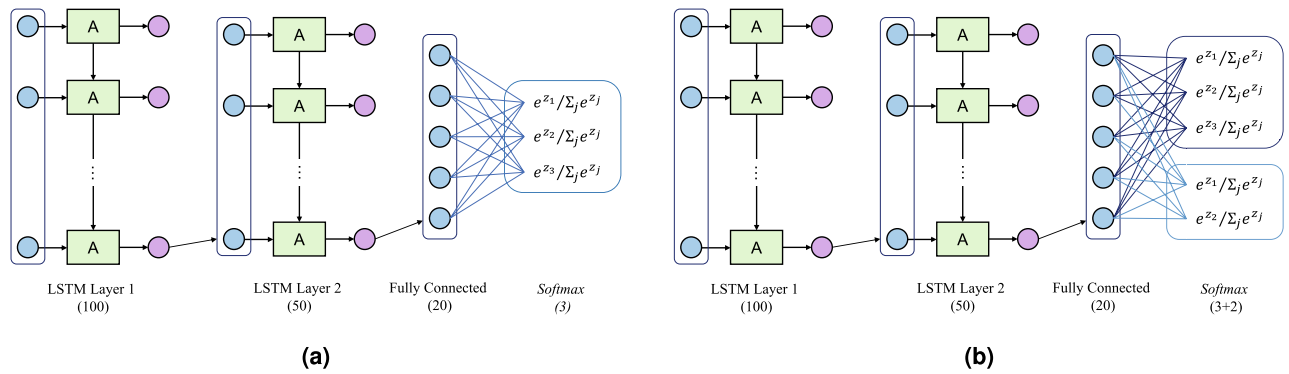 A
A
⋮
A
LSTM Layer 1
(100)
A
A
⋮
A
LSTM Layer 2
(50)
Fully Connected
(20)
e^{z_1}/Σ_j e^{z_j}
e^{z_2}/Σ_j e^{z_j}
e^{z_3}/Σ_j e^{z_j}
Softmax
(3)
(a)
A
A
⋮
A
LSTM Layer 1
(100)
A
A
⋮
A
LSTM Layer 2
(50)
Fully Connected
(20)
e^{z_1}/Σ_j e^{z_j}
e^{z_2}/Σ_j e^{z_j}
e^{z_3}/Σ_j e^{z_j}
e^{z_1}/Σ_j e^{z_j}
e^{z_2}/Σ_j e^{z_j}
Softmax
(3+2)
(b)